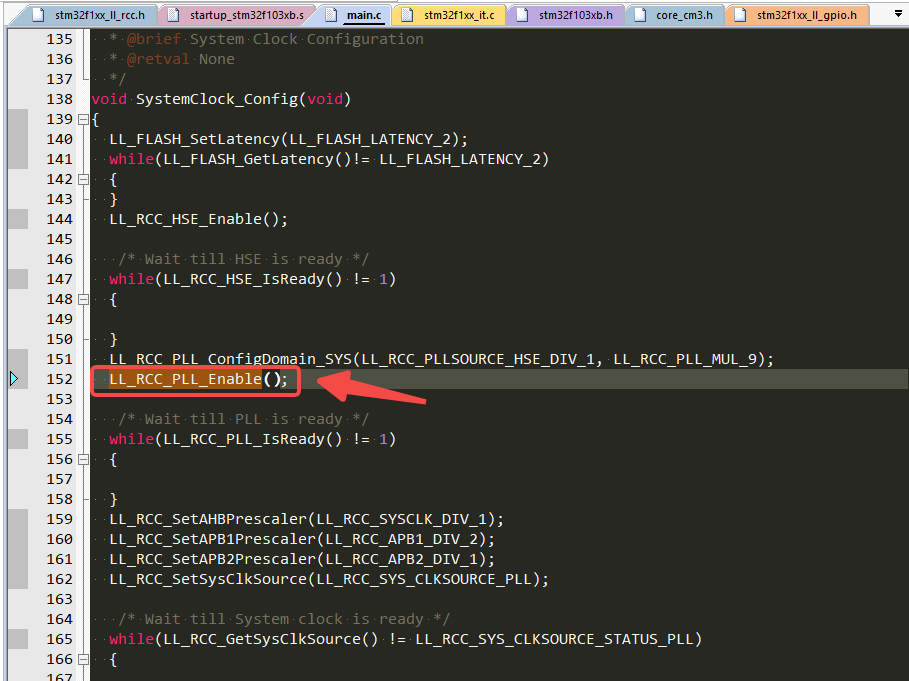 stm32f1xx_ll_rcc.h startup_stm32f103xb.s main.c stm32f1xx_it.c stm32f103xb.h core_cm3.h stm32f1xx_ll_gpio.h
135 * @brief System Clock Configuration
136 * @retval None
137 */
138 void SystemClock_Config(void)
139 {
140 LL_FLASH_SetLatency(LL_FLASH_LATENCY_2);
141 while(LL_FLASH_GetLatency()!= LL_FLASH_LATENCY_2)
142 {
143 }
144 LL_RCC_HSE_Enable();
145
146 /* Wait till HSE is ready */
147 while(LL_RCC_HSE_IsReady() != 1)
148 {
149
150 }
151 LL_RCC_PLL_ConfigDomain_SYS(LL_RCC_PLLSOURCE_HSE_DIV_1, LL_RCC_PLL_MUL_9);
152 LL_RCC_PLL_Enable();
153
154 /* Wait till PLL is ready */
155 while(LL_RCC_PLL_IsReady() != 1)
156 {
157
158 }
159 LL_RCC_SetAHBPrescaler(LL_RCC_SYSCLK_DIV_1);
160 LL_RCC_SetAPB1Prescaler(LL_RCC_APB1_DIV_2);
161 LL_RCC_SetAPB2Prescaler(LL_RCC_APB2_DIV_1);
162 LL_RCC_SetSysClkSource(LL_RCC_SYS_CLKSOURCE_PLL);
163
164 /* Wait till System clock is ready */
165 while(LL_RCC_GetSysClkSource() != LL_RCC_SYS_CLKSOURCE_STATUS_PLL)
166 {
167